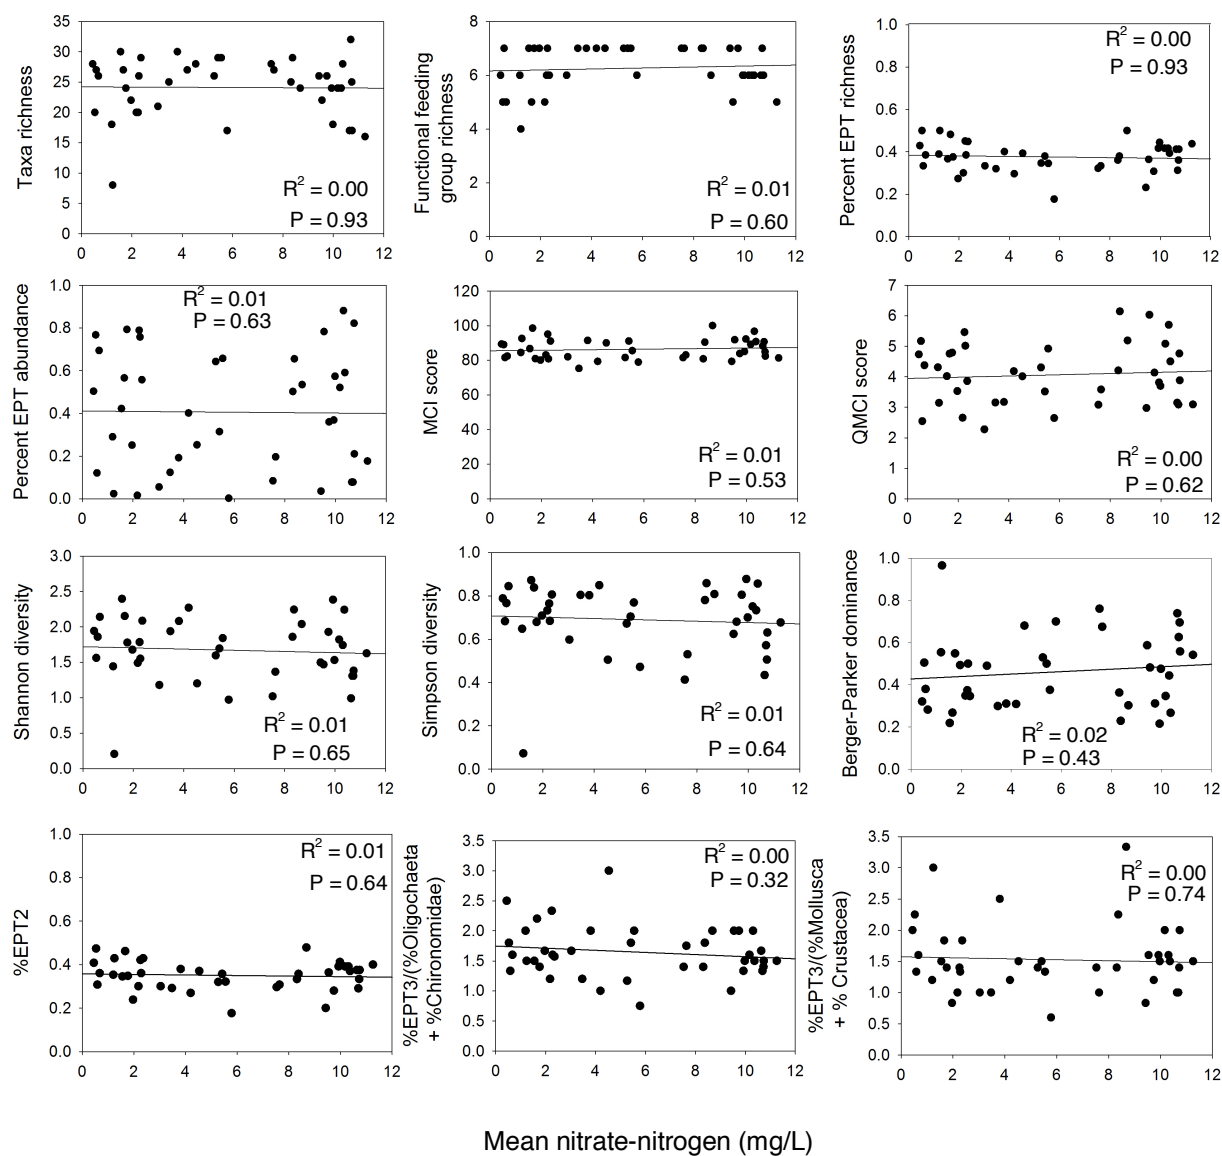 Taxa richness
35
30
25
20
15
10
5
0
R² = 0.00
P = 0.93
0 2 4 6 8 10 12
Functional feeding
group richness
8
6
4
2
0
R² = 0.01
P = 0.60
0 2 4 6 8 10 12
Percent EPT richness
1.0
0.8
0.6
0.4
0.2
0.0
R² = 0.00
P = 0.93
0 2 4 6 8 10 12
Percent EPT abundance
1.0
0.8
0.6
0.4
0.2
0.0
R² = 0.01
P = 0.63
0 2 4 6 8 10 12
MCI score
120
100
80
60
40
20
0
R² = 0.01
P = 0.53
0 2 4 6 8 10 12
QMCI score
7
6
5
4
3
2
1
0
R² = 0.00
P = 0.62
0 2 4 6 8 10 12
Shannon diversity
3.0
2.5
2.0
1.5
1.0
0.5
0.0
R² = 0.01
P = 0.65
0 2 4 6 8 10 12
Simpson diversity
1.0
0.8
0.6
0.4
0.2
0.0
R² = 0.01
P = 0.64
0 2 4 6 8 10 12
Berger-Parker dominance
1.0
0.8
0.6
0.4
0.2
0.0
R² = 0.02
P = 0.43
0 2 4 6 8 10 12
%EPT2
1.0
0.8
0.6
0.4
0.2
0.0
R² = 0.01
P = 0.64
0 2 4 6 8 10 12
%EPT3/(%Oligochaeta
+ %Chironomidae)
3.5
3.0
2.5
2.0
1.5
1.0
0.5
0.0
R² = 0.00
P = 0.32
0 2 4 6 8 10 12
%EPT3/(%Mollusca
+ % Crustacea)
3.5
3.0
2.5
2.0
1.5
1.0
0.5
0.0
R² = 0.00
P = 0.74
0 2 4 6 8 10 12
Mean nitrate-nitrogen (mg/L)